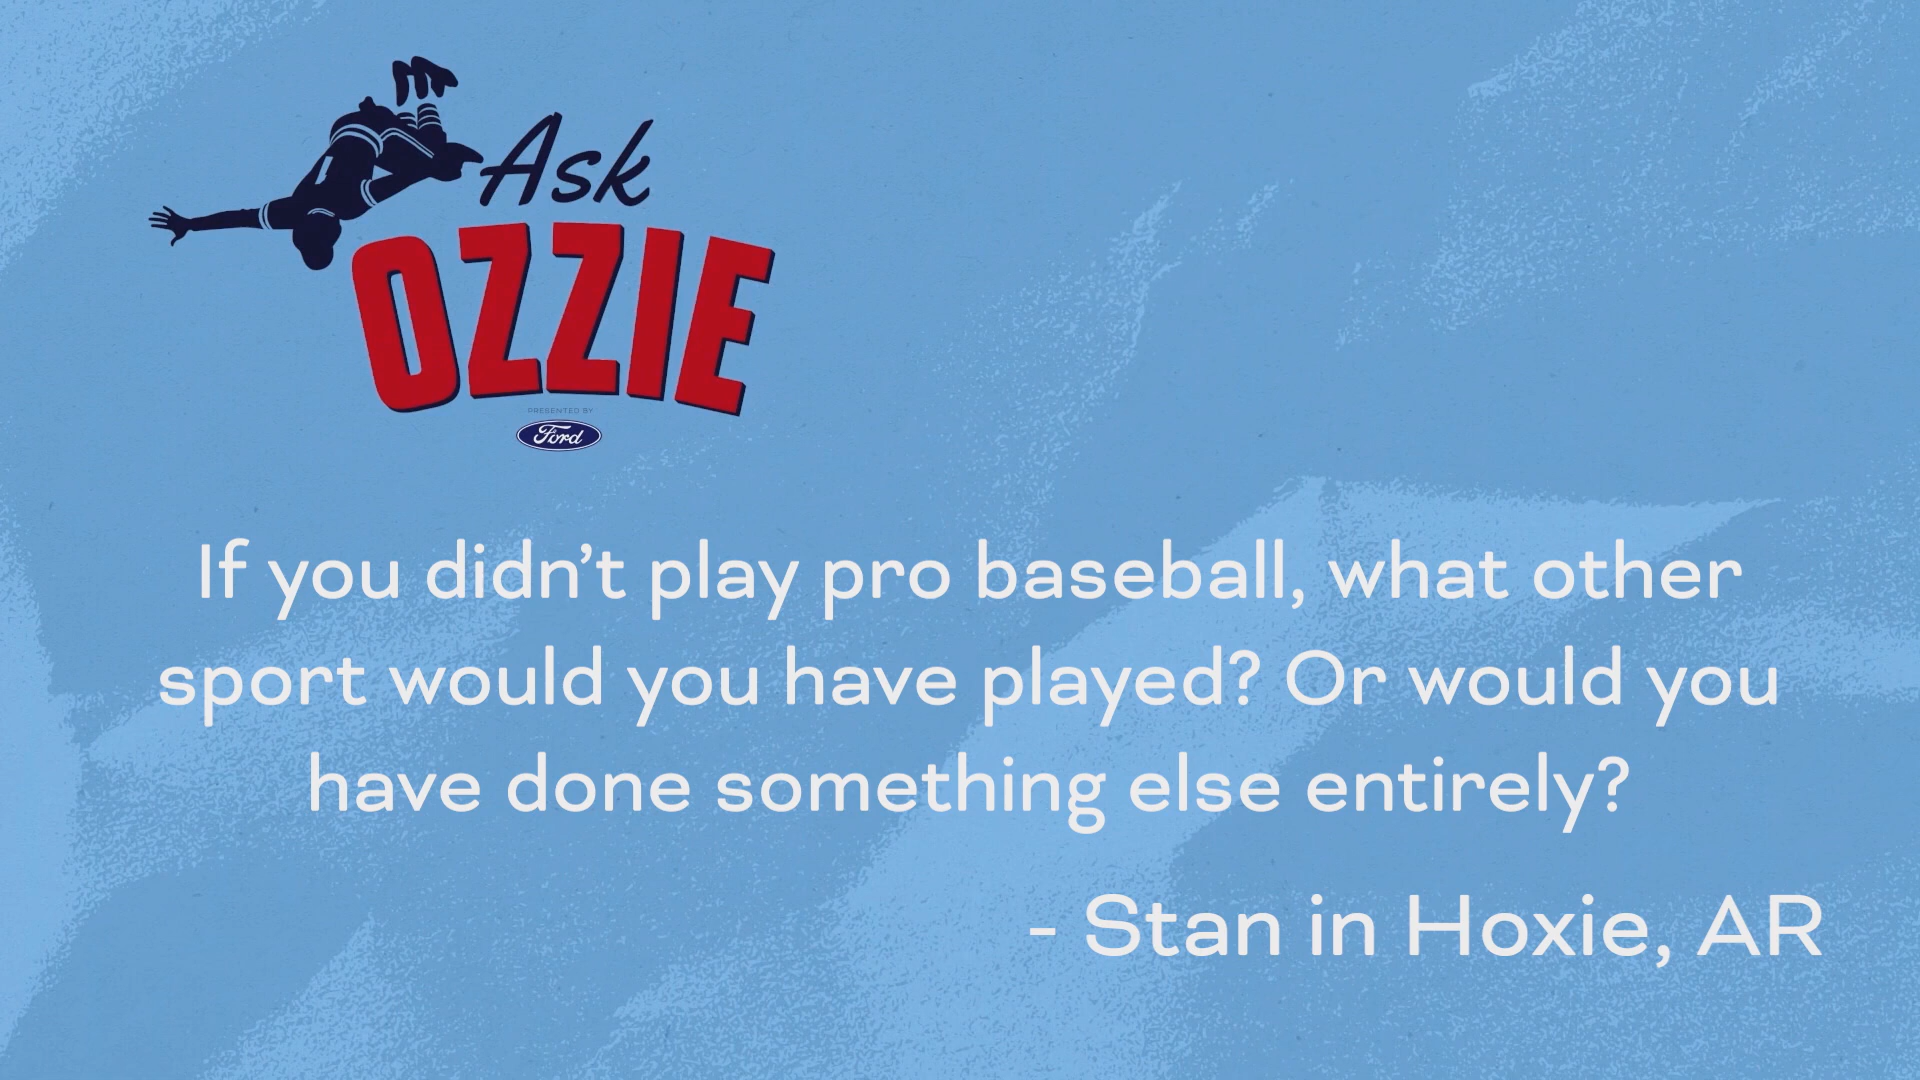 Ask
OZZIE
PRESENTED BY
Ford
If you didn’t play pro baseball, what other
sport would you have played? Or would you
have done something else entirely?
- Stan in Hoxie, AR